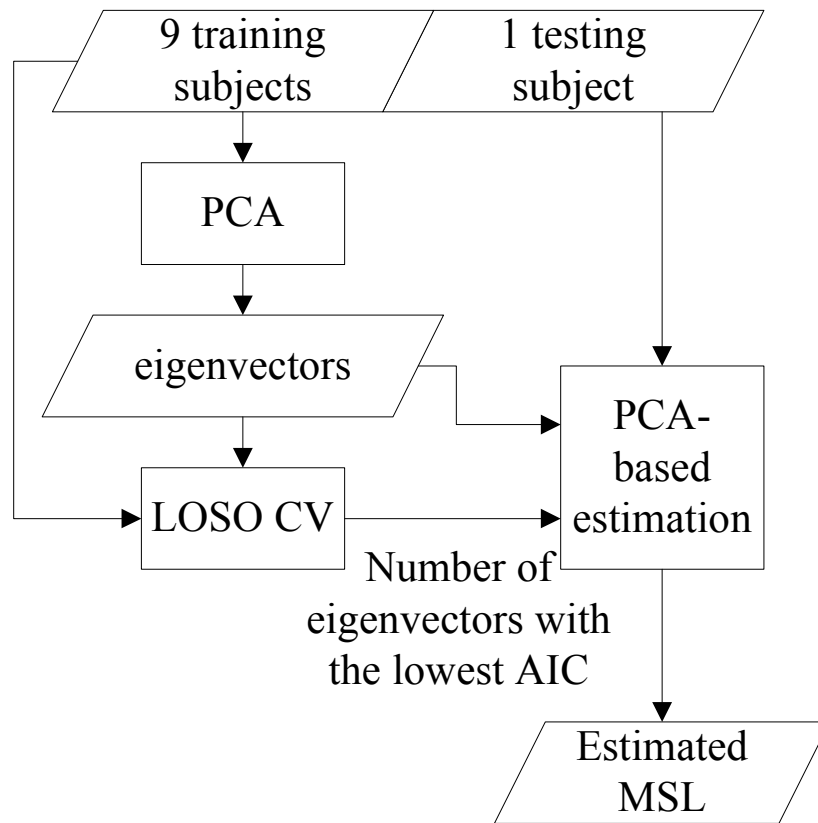 9 training
subjects
1 testing
subject
PCA
eigenvectors
LOSO CV
PCA-
based
estimation
Number of
eigenvectors with
the lowest AIC
Estimated
MSL